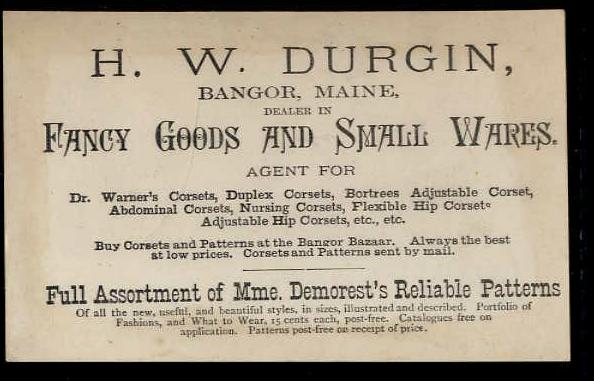 H. W. DURGIN,
BANGOR, MAINE,
DEALER IN
FANCY GOODS AND SMALL WARES.
AGENT FOR
Dr. Warner's Corsets, Duplex Corsets, Bortrees Adjustable Corset,
Abdominal Corsets, Nursing Corsets, Flexible Hip Corsets
Adjustable Hip Corsets, etc., etc.
Buy Corsets and Patterns at the Bangor Bazaar. Always the best
at low prices. Corsets and Patterns sent by mail.
Full Assortment of Mme. Demorest's Reliable Patterns
Of all the new, useful, and beautiful styles, in sizes, illustrated and described. Portfolio of
Fashions, and What to Wear, 15 cents each, post-free. Catalogues free on
application. Patterns post-free on receipt of price.